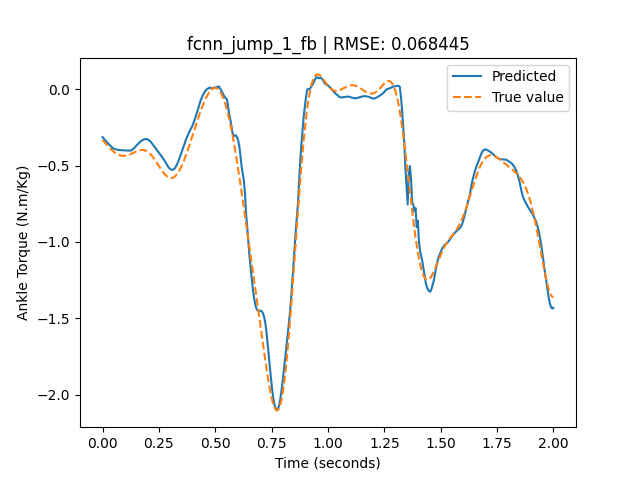 fcnn_jump_1_fb | RMSE: 0.068445
Predicted
True value
0.0
−0.5
−1.0
−1.5
−2.0
Ankle Torque (N.m/Kg)
0.00 0.25 0.50 0.75 1.00 1.25 1.50 1.75 2.00
Time (seconds)